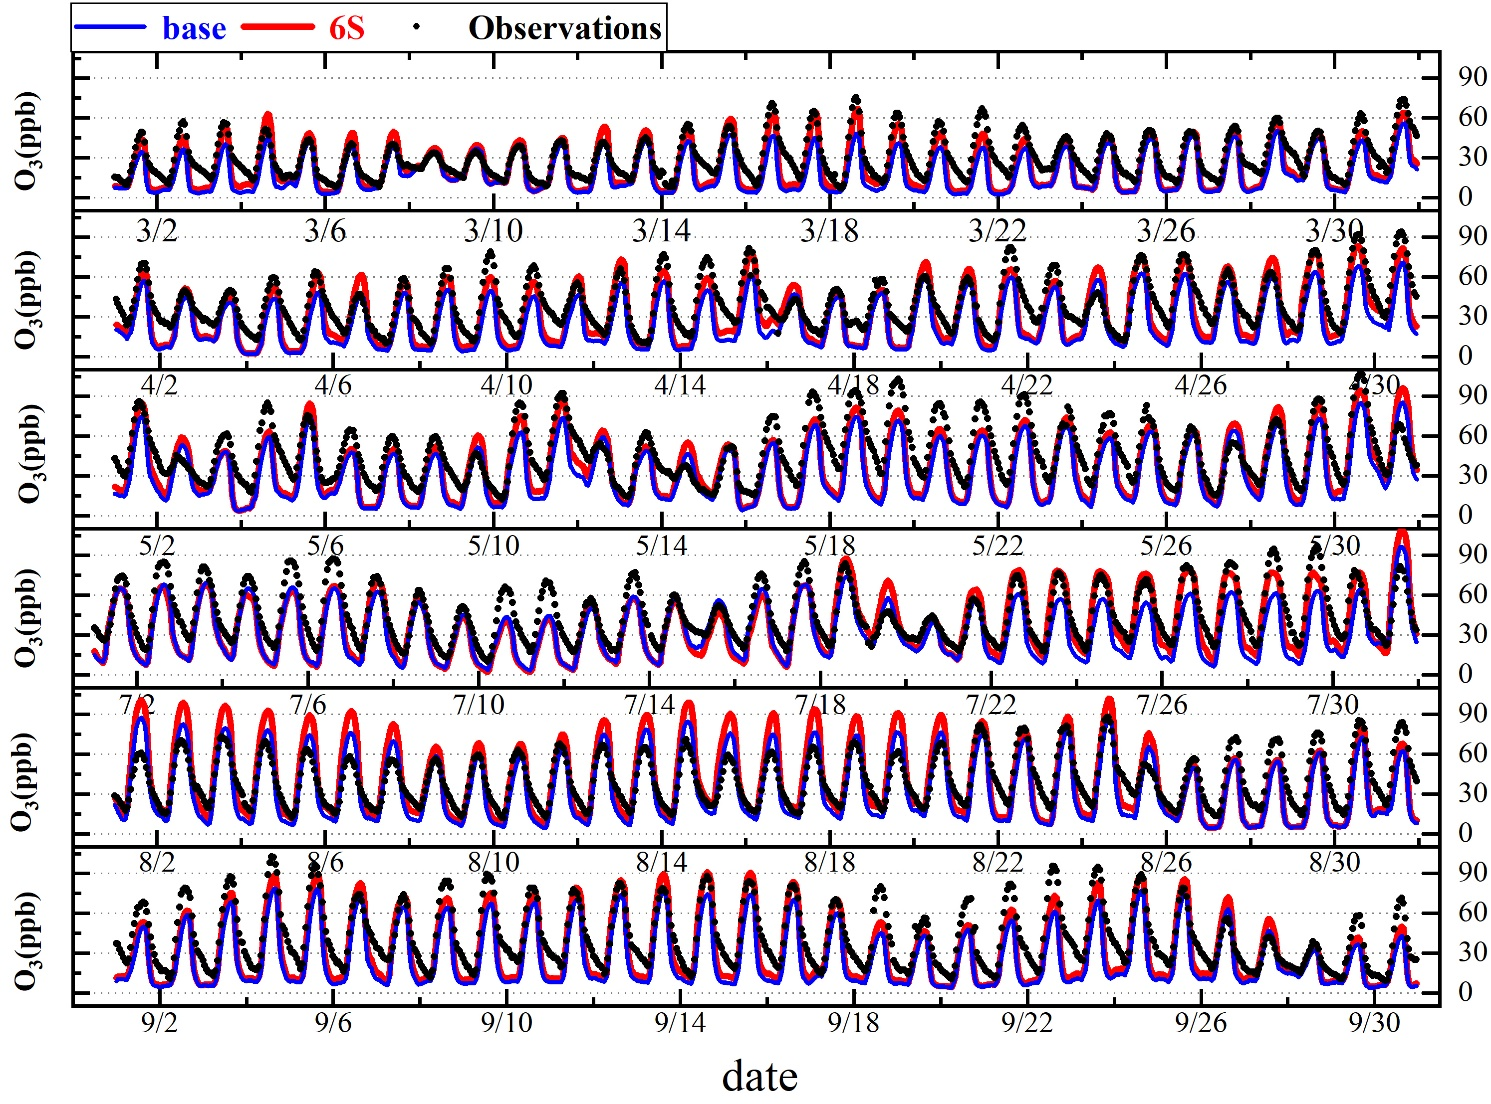 base 6S Observations
O3(ppb) 90 60 30 0
3/2 3/6 3/10 3/14 3/18 3/22 3/26 3/30
O3(ppb) 90 60 30 0
4/2 4/6 4/10 4/14 4/18 4/22 4/26 4/30
O3(ppb) 90 60 30 0
5/2 5/6 5/10 5/14 5/18 5/22 5/26 5/30
O3(ppb) 90 60 30 0
7/2 7/6 7/10 7/14 7/18 7/22 7/26 7/30
O3(ppb) 90 60 30 0
8/2 8/6 8/10 8/14 8/18 8/22 8/26 8/30
O3(ppb) 90 60 30 0
9/2 9/6 9/10 9/14 9/18 9/22 9/26 9/30
date